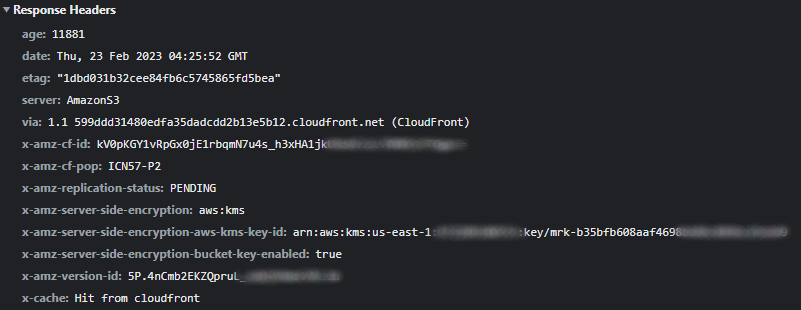 Response Headers
age: 11881
date: Thu, 23 Feb 2023 04:25:52 GMT
etag: "1dbd031b32cee84fb6c5745865fd5bea"
server: AmazonS3
via: 1.1 599ddd31480edfa35dadcdd2b13e5b12.cloudfront.net (CloudFront)
x-amz-cf-id: kV0pKGY1vRpGx0jE1rbqmN7u4s_h3xHA1jk
x-amz-cf-pop: ICN57-P2
x-amz-replication-status: PENDING
x-amz-server-side-encryption: aws:kms
x-amz-server-side-encryption-aws-kms-key-id: arn:aws:kms:us-east-1: :key/mrk-b35bfb608aaf4698
x-amz-server-side-encryption-bucket-key-enabled: true
x-amz-version-id: 5P.4nCmb2EKZQpruL_
x-cache: Hit from cloudfront